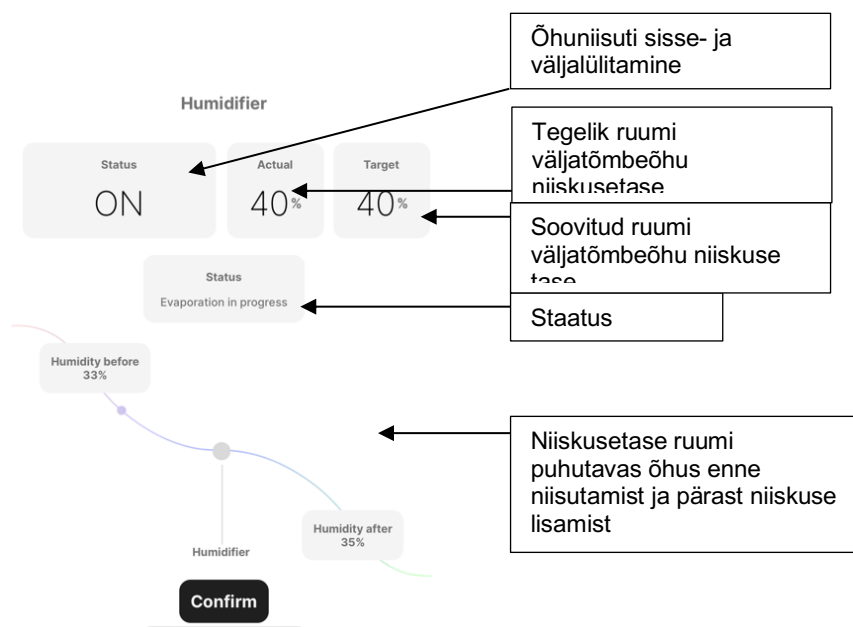 Õhuniisuti sisse- ja
väljalülitamine
Humidifier
Tegelik ruumi
väljatõmbeõhu
niiskusetase
Status
Actual
Target
ON
40%
40%
Soovitud ruumi
väljatõmbeõhu niiskuse
tase
Status
Evaporation in progress
Staatus
Humidity before
33%
Niiskusetase ruumi
puhutavas õhus enne
niisutamist ja pärast niiskuse
lisamist
Humidity after
35%
Humidifier
Confirm